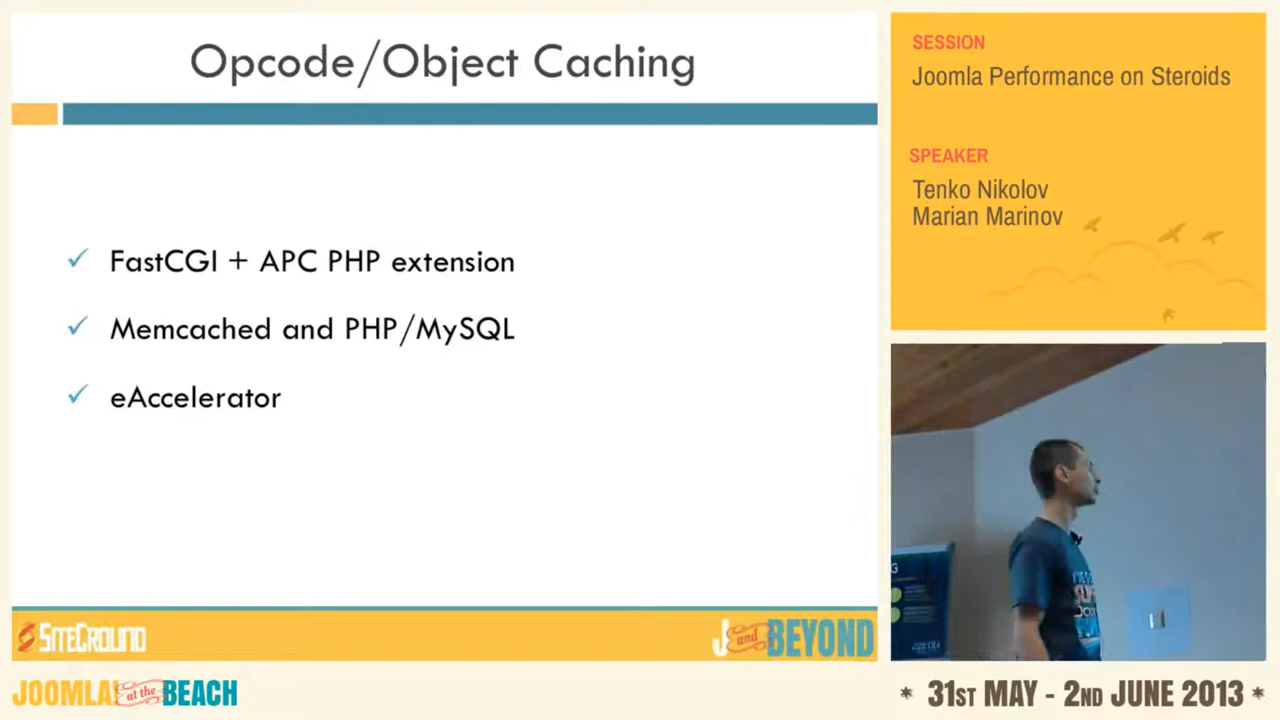 Opcode/Object Caching
✓ FastCGI + APC PHP extension
✓ Memcached and PHP/MySQL
✓ eAccelerator
SITEGROUND
J and BEYOND
SESSION
Joomla Performance on Steroids
SPEAKER
Tenko Nikolov
Marian Marinov
G
JOOMLA! at the BEACH
* 31ST MAY - 2ND JUNE 2013 *